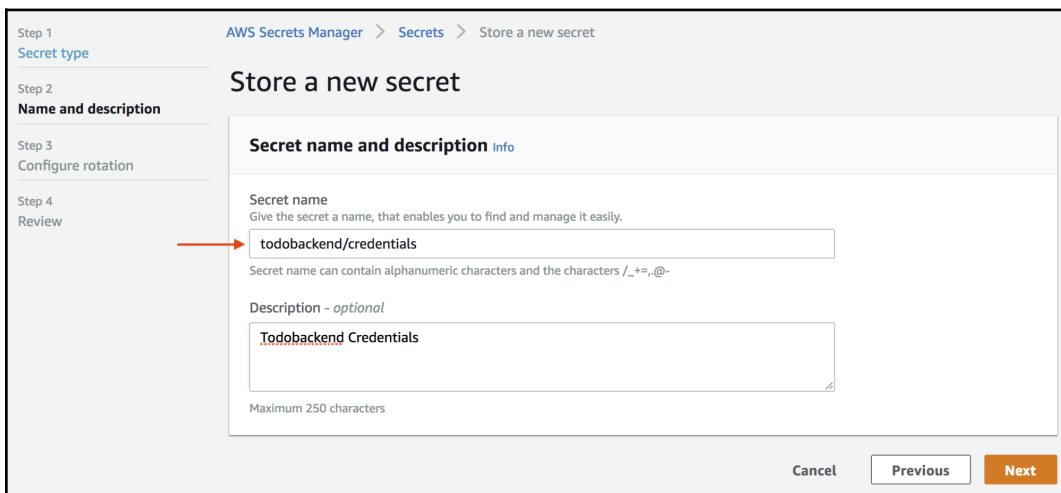 Step 1
Secret type
Step 2
Name and description
Step 3
Configure rotation
Step 4
Review
AWS Secrets Manager > Secrets > Store a new secret
Store a new secret
Secret name and description Info
Secret name
Give the secret a name, that enables you to find and manage it easily.
todobackend/credentials
Secret name can contain alphanumeric characters and the characters /_+=,.@-
Description - optional
Todobackend Credentials
Maximum 250 characters
Cancel Previous Next